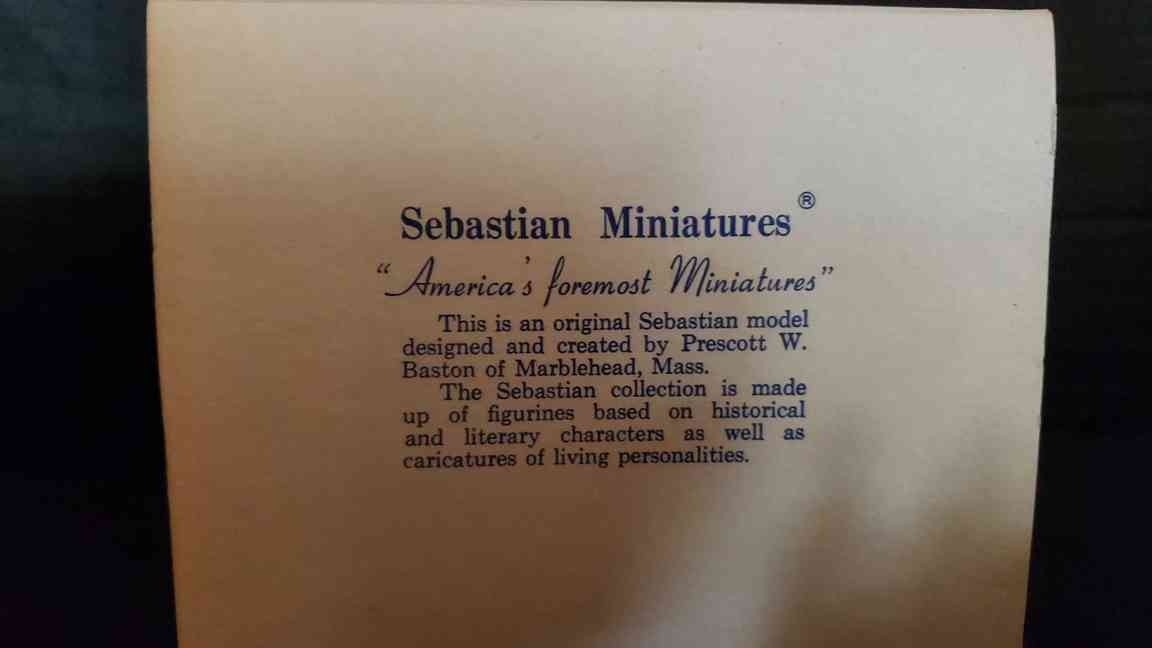 Sebastian Miniatures®
“America's foremost Miniatures”
This is an original Sebastian model
designed and created by Prescott W.
Baston of Marblehead, Mass.
The Sebastian collection is made
up of figurines based on historical
and literary characters as well as
caricatures of living personalities.